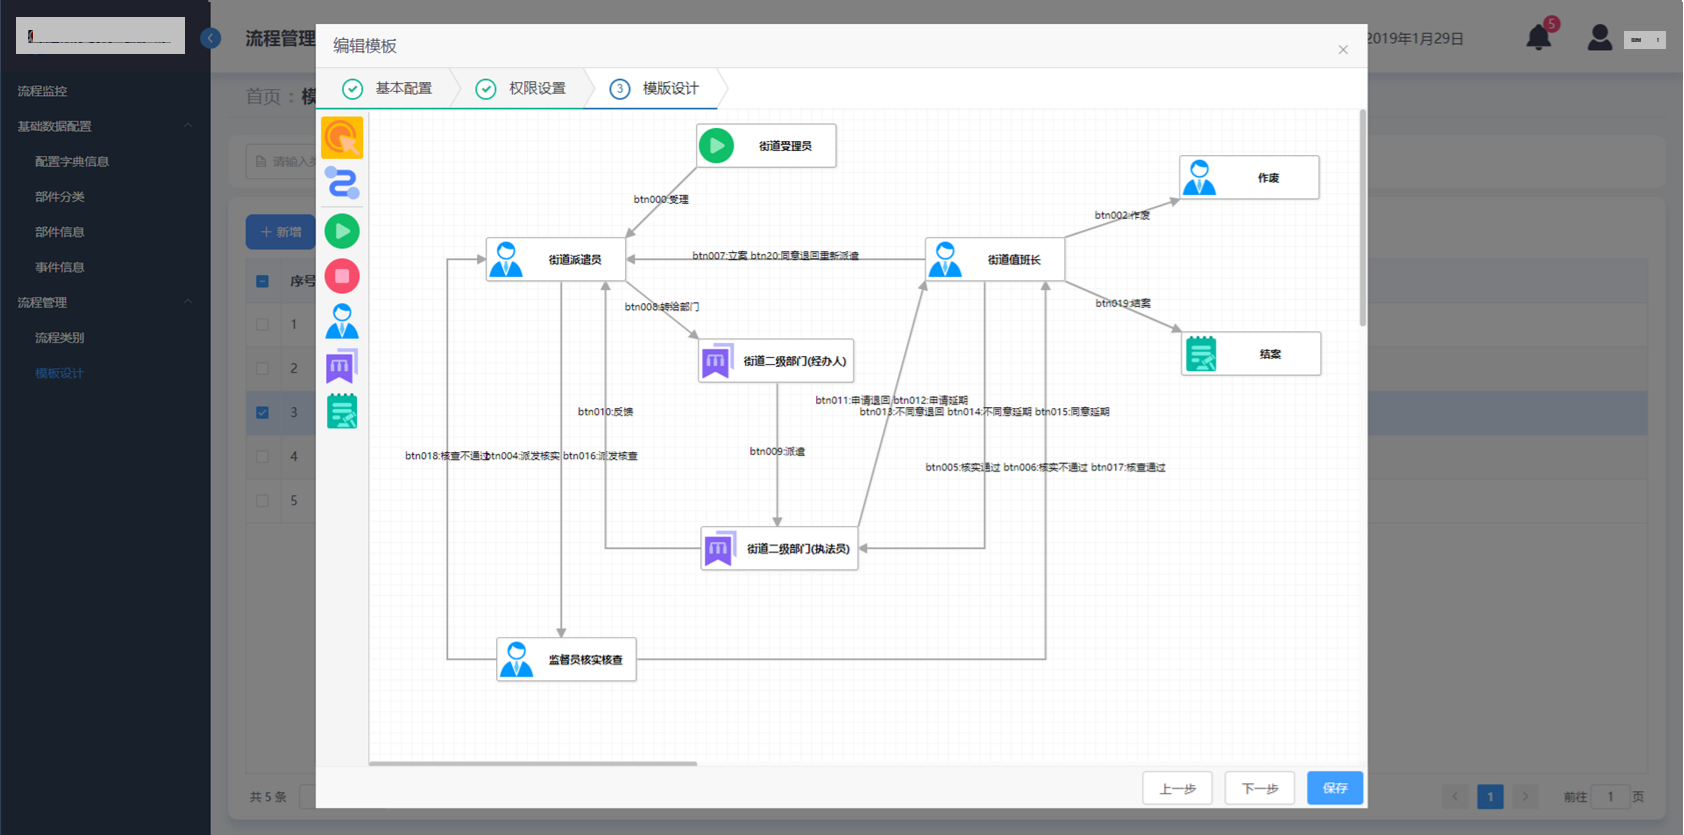 流程管理
编辑模板
2019年1月29日
5
流程监控
基础数据配置
配置字典信息
部件分类
部件信息
事件信息
流程管理
流程类别
模板设计
首页：模
请输入类
新增
序号
1
2
3
4
5
基本配置
权限设置
3 模版设计
街道受理员
作废
btn000:受理
btn002:作废
街道派遣员
btn007:立案 btn20:同意退回重新派遣
街道值班长
btn008:转给部门
btn019:结案
街道二级部门(经办人)
结案
btn011:申请退回 btn012:申请延期
btn010:反馈
btn013:不同意退回 btn014:不同意延期 btn015:同意延期
btn009:派遣
btn018:核查不通过
btn004:派发核实 btn016:派发核查
btn005:核实通过 btn006:核实不通过 btn017:核查通过
街道二级部门(执法员)
监督员核实核查
上一步
下一步
保存
共 5 条
1
前往 1 页